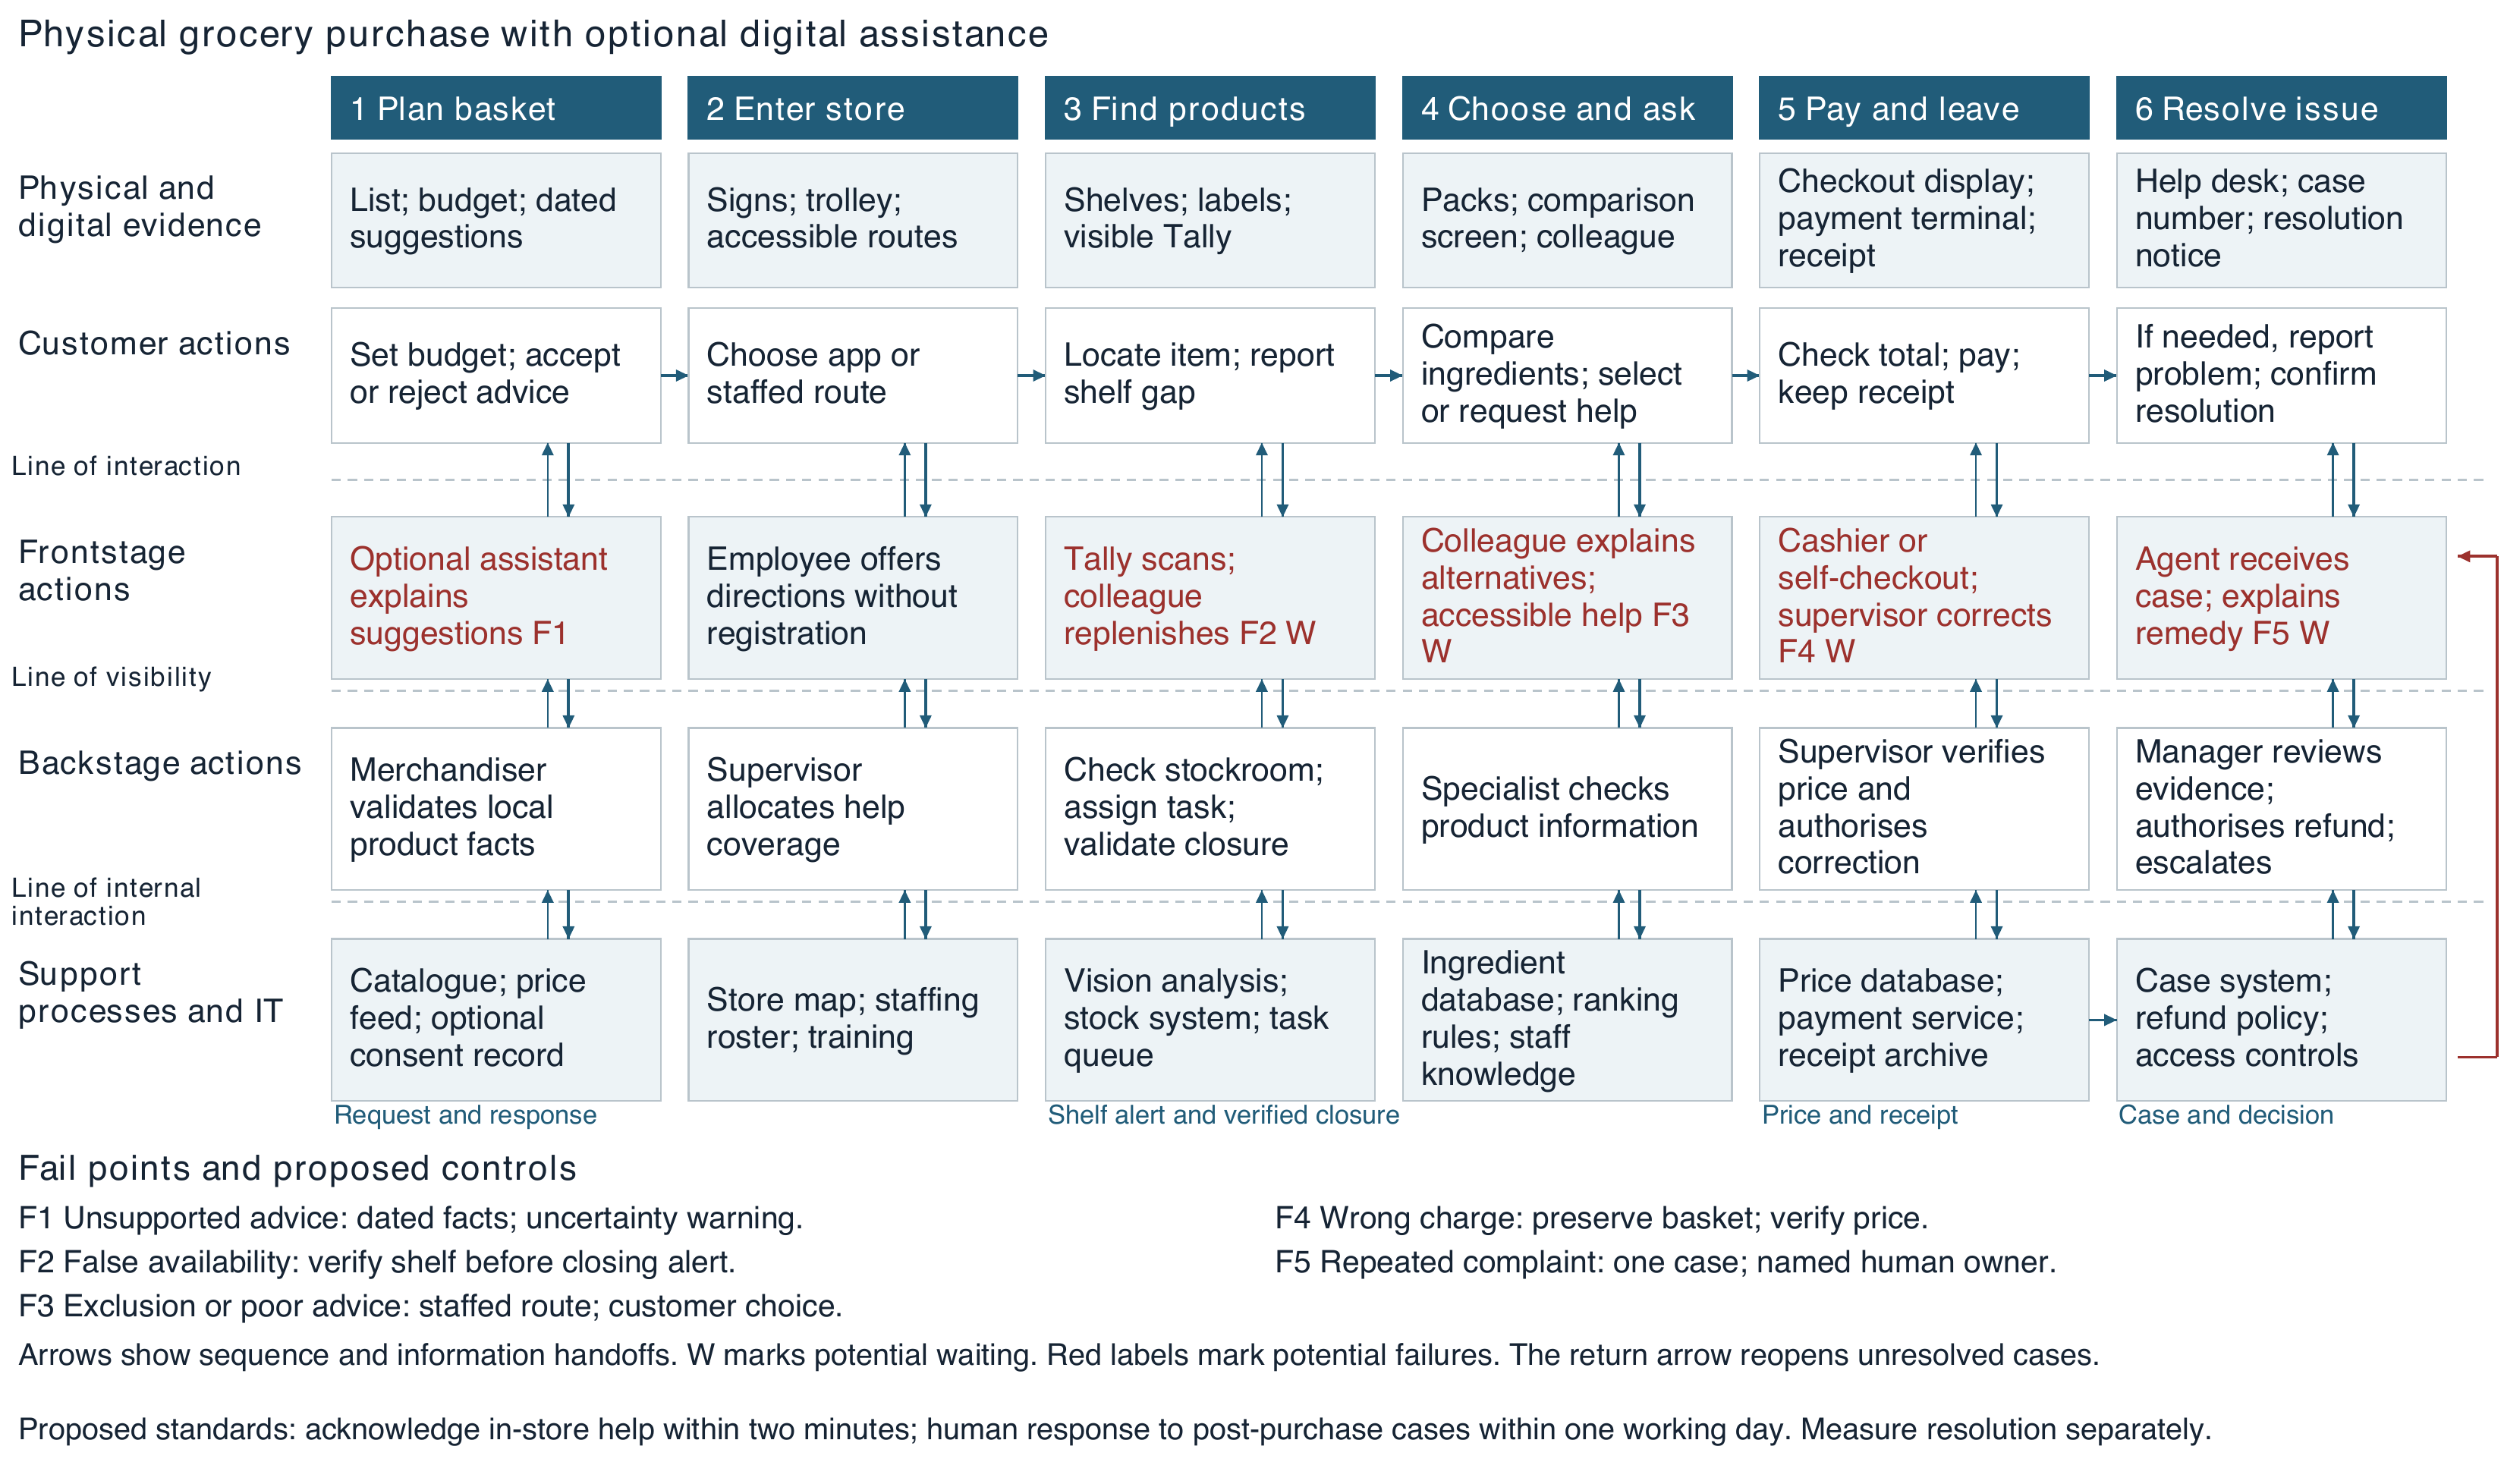 Physical grocery purchase with optional digital assistance
1 Plan basket
2 Enter store
3 Find products
4 Choose and ask
5 Pay and leave
6 Resolve issue
Physical and
digital evidence
List; budget; dated
suggestions
Signs; trolley;
accessible routes
Shelves; labels;
visible Tally
Packs; comparison
screen; colleague
Checkout display;
payment terminal;
receipt
Help desk; case
number; resolution
notice
Customer actions
Set budget; accept
or reject advice
Choose app or
staffed route
Locate item; report
shelf gap
Compare
ingredients; select
or request help
Check total; pay;
keep receipt
If needed, report
problem; confirm
resolution
Line of interaction
Frontstage
actions
Optional assistant
explains
suggestions F1
Employee offers
directions without
registration
Tally scans;
colleague
replenishes F2 W
Colleague explains
alternatives;
accessible help F3
W
Cashier or
self-checkout;
supervisor corrects
F4 W
Agent receives
case; explains
remedy F5 W
Line of visibility
Backstage actions
Merchandiser
validates local
product facts
Supervisor
allocates help
coverage
Check stockroom;
assign task;
validate closure
Specialist checks
product information
Supervisor verifies
price and
authorises
correction
Manager reviews
evidence;
authorises refund;
escalates
Line of internal
interaction
Support
processes and IT
Catalogue; price
feed; optional
consent record
Store map; staffing
roster; training
Vision analysis;
stock system; task
queue
Ingredient
database; ranking
rules; staff
knowledge
Price database;
payment service;
receipt archive
Case system;
refund policy;
access controls
Request and response
Shelf alert and verified closure
Price and receipt
Case and decision
Fail points and proposed controls
F1 Unsupported advice: dated facts; uncertainty warning.
F2 False availability: verify shelf before closing alert.
F3 Exclusion or poor advice: staffed route; customer choice.
F4 Wrong charge: preserve basket; verify price.
F5 Repeated complaint: one case; named human owner.
Arrows show sequence and information handoffs. W marks potential waiting. Red labels mark potential failures. The return arrow reopens unresolved cases.
Proposed standards: acknowledge in-store help within two minutes; human response to post-purchase cases within one working day. Measure resolution separately.